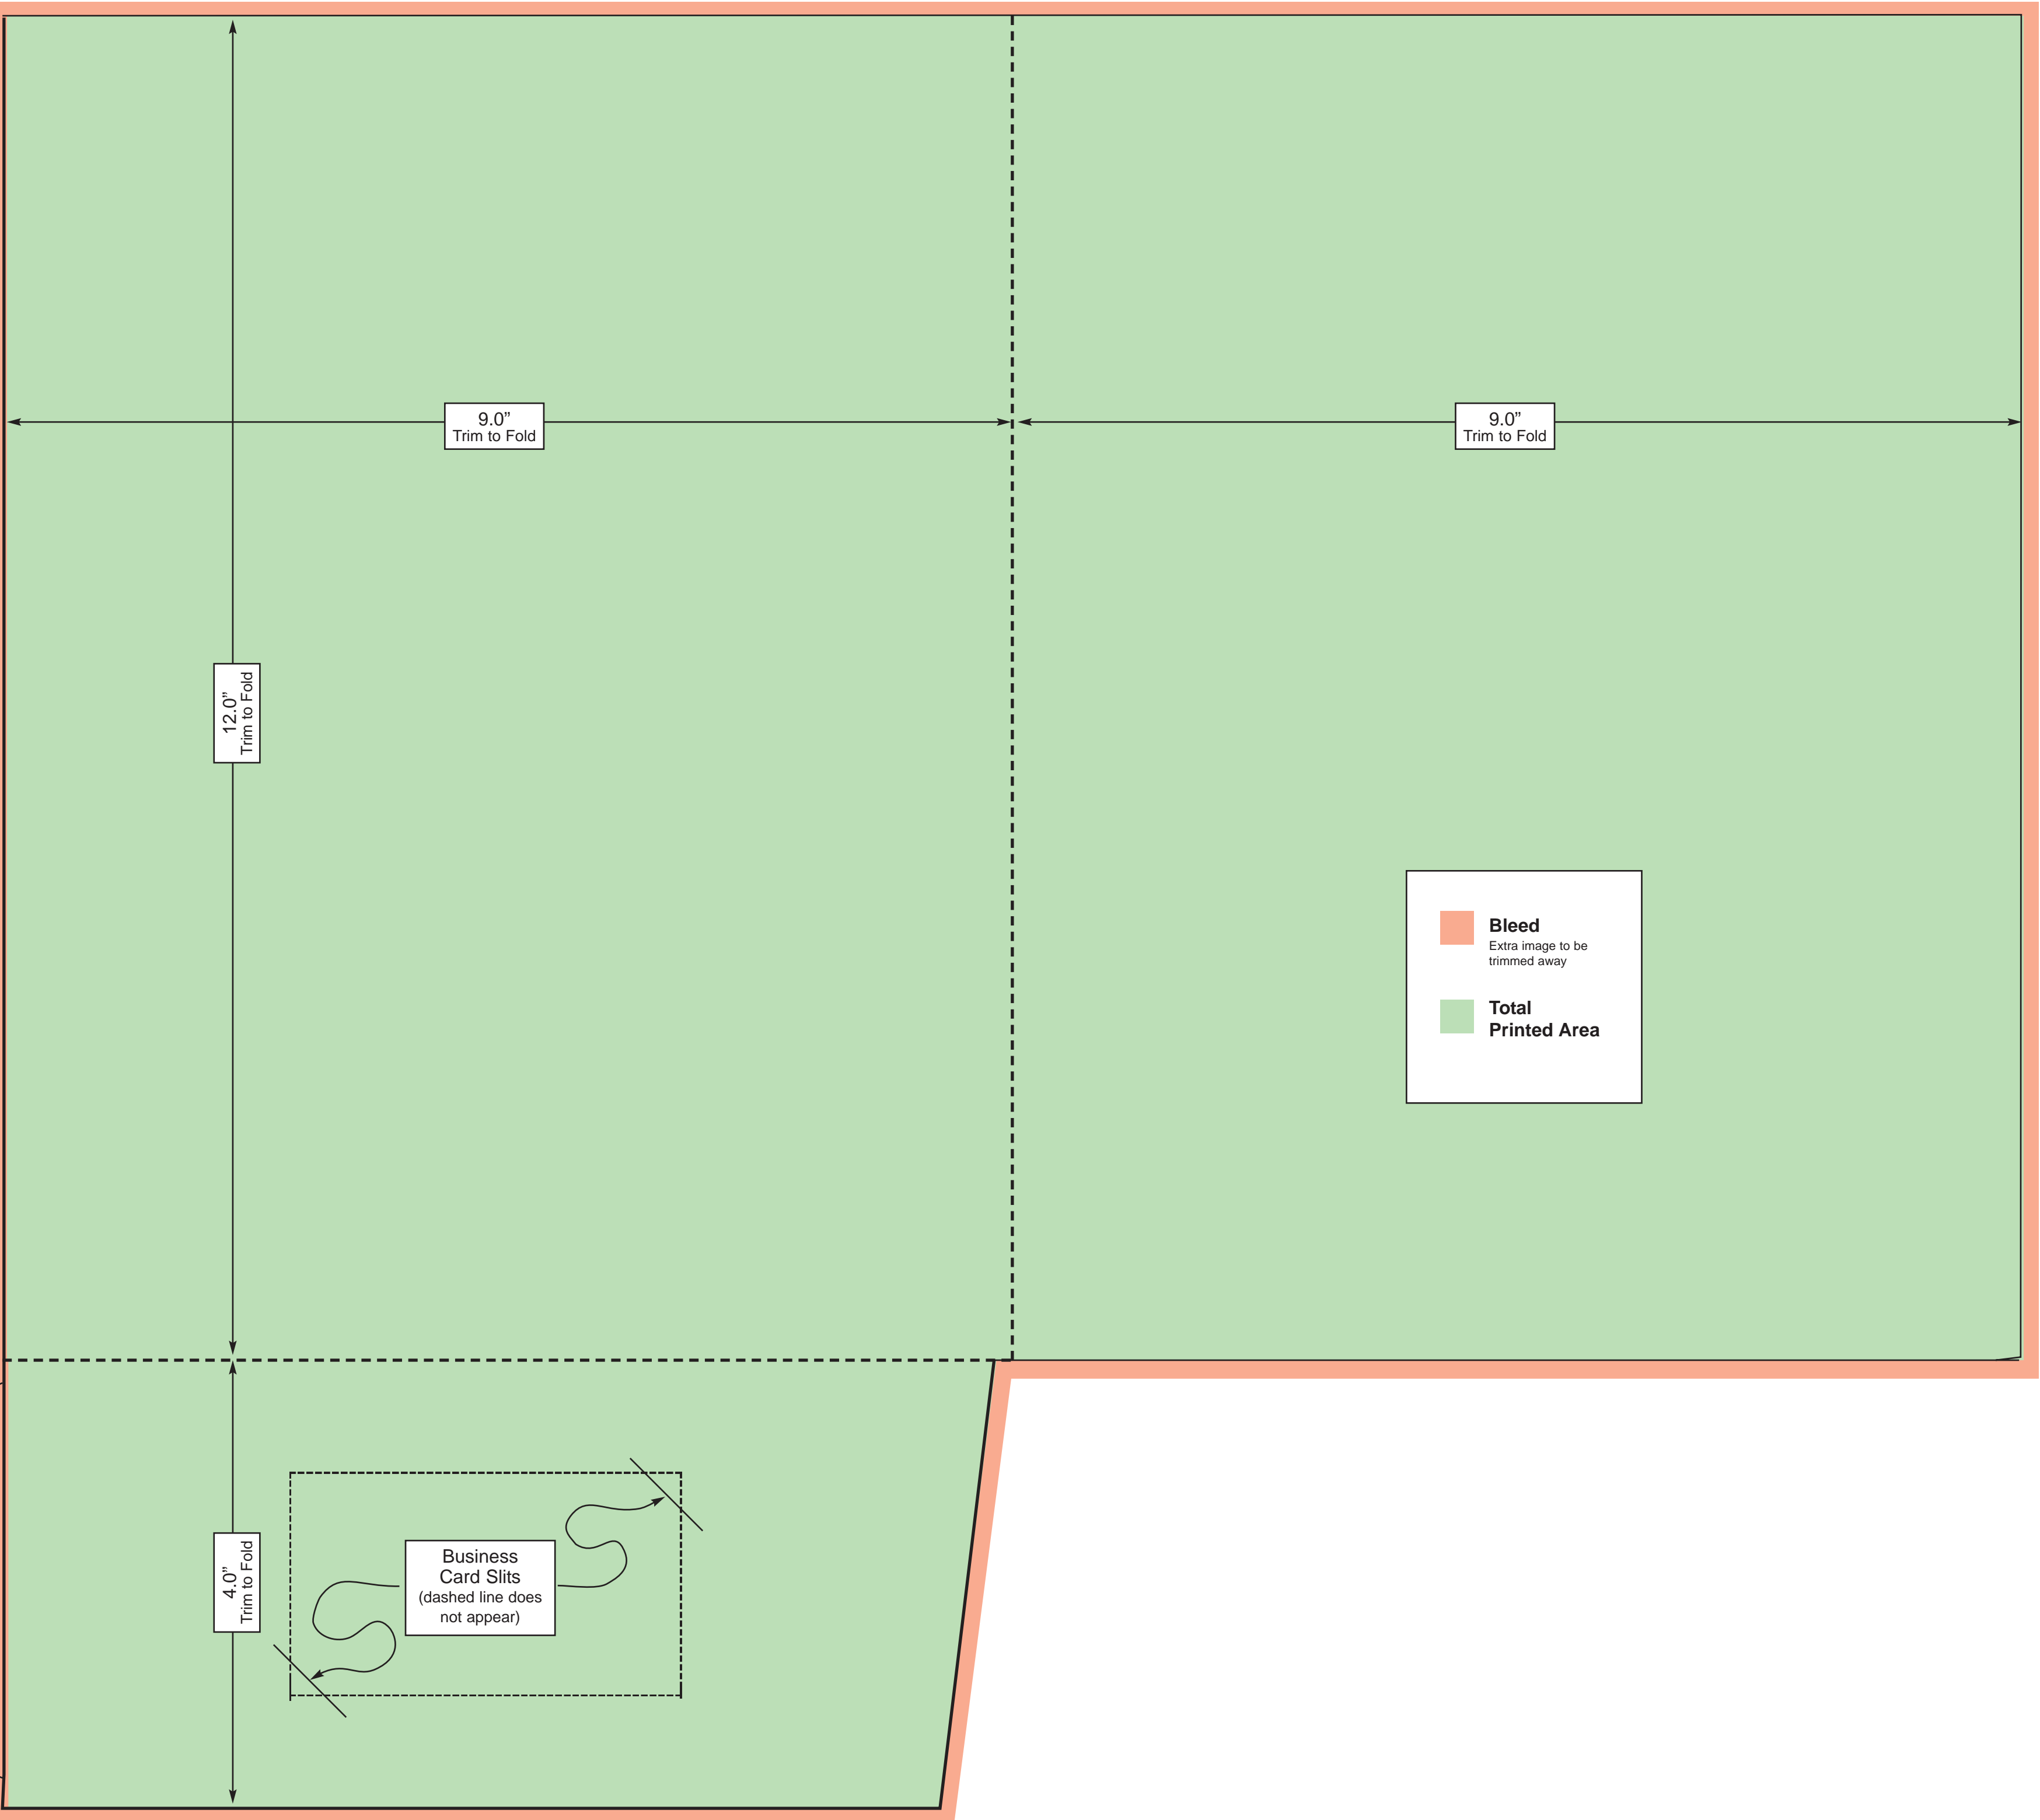 9.0”
Trim to Fold
9.0”
Trim to Fold
12.0”
Trim to Fold
Bleed
Extra image to be
trimmed away
Total
Printed Area
4.0”
Trim to Fold
Business
Card Slits
(dashed line does
not appear)